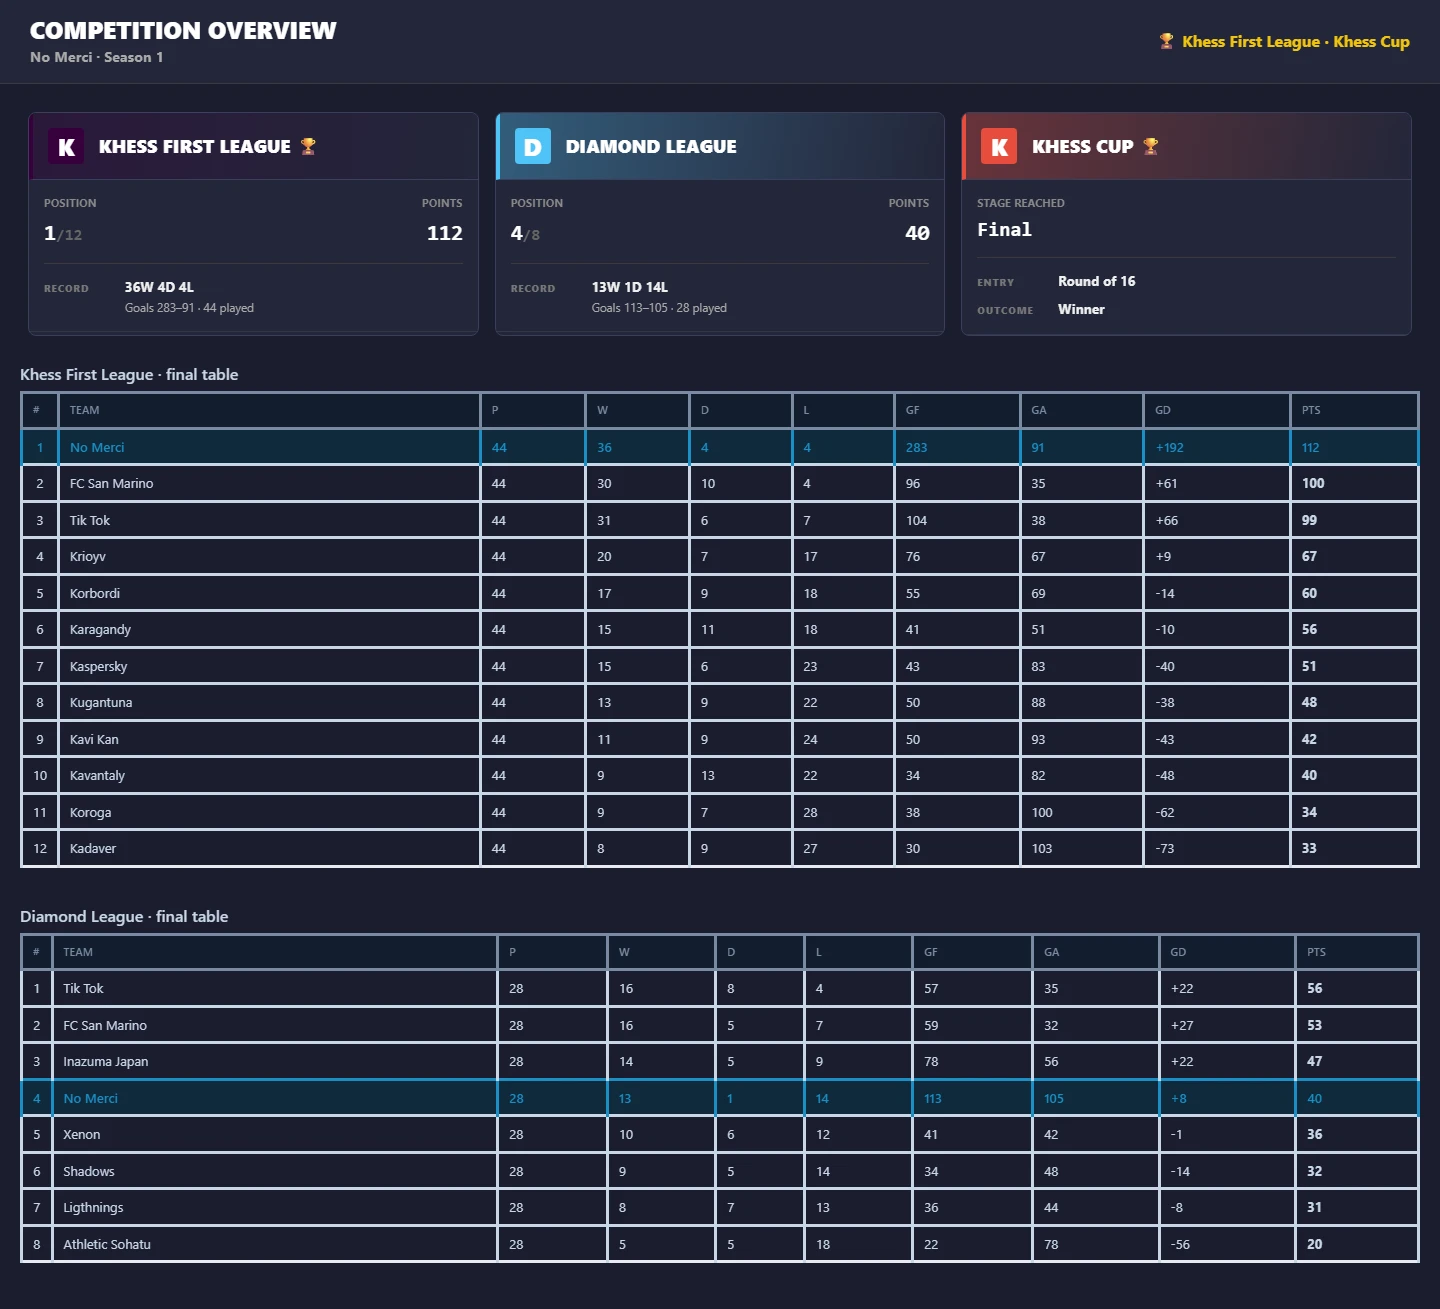 COMPETITION OVERVIEW
No Merci · Season 1
🏆 Khess First League · Khess Cup
K KHESS FIRST LEAGUE 🏆
POSITION POINTS
1/12 112
RECORD 36W 4D 4L
Goals 283–91 · 44 played
D DIAMOND LEAGUE
POSITION POINTS
4/8 40
RECORD 13W 1D 14L
Goals 113–105 · 28 played
K KHESS CUP 🏆
STAGE REACHED
Final
ENTRY Round of 16
OUTCOME Winner
Khess First League · final table
# TEAM P W D L GF GA GD PTS
1 No Merci 44 36 4 4 283 91 +192 112
2 FC San Marino 44 30 10 4 96 35 +61 100
3 Tik Tok 44 31 6 7 104 38 +66 99
4 Krioyv 44 20 7 17 76 67 +9 67
5 Korbordi 44 17 9 18 55 69 -14 60
6 Karagandy 44 15 11 18 41 51 -10 56
7 Kaspersky 44 15 6 23 43 83 -40 51
8 Kugantuna 44 13 9 22 50 88 -38 48
9 Kavi Kan 44 11 9 24 50 93 -43 42
10 Kavantaly 44 9 13 22 34 82 -48 40
11 Koroga 44 9 7 28 38 100 -62 34
12 Kadaver 44 8 9 27 30 103 -73 33
Diamond League · final table
# TEAM P W D L GF GA GD PTS
1 Tik Tok 28 16 8 4 57 35 +22 56
2 FC San Marino 28 16 5 7 59 32 +27 53
3 Inazuma Japan 28 14 5 9 78 56 +22 47
4 No Merci 28 13 1 14 113 105 +8 40
5 Xenon 28 10 6 12 41 42 -1 36
6 Shadows 28 9 5 14 34 48 -14 32
7 Ligthnings 28 8 7 13 36 44 -8 31
8 Athletic Sohatu 28 5 5 18 22 78 -56 20